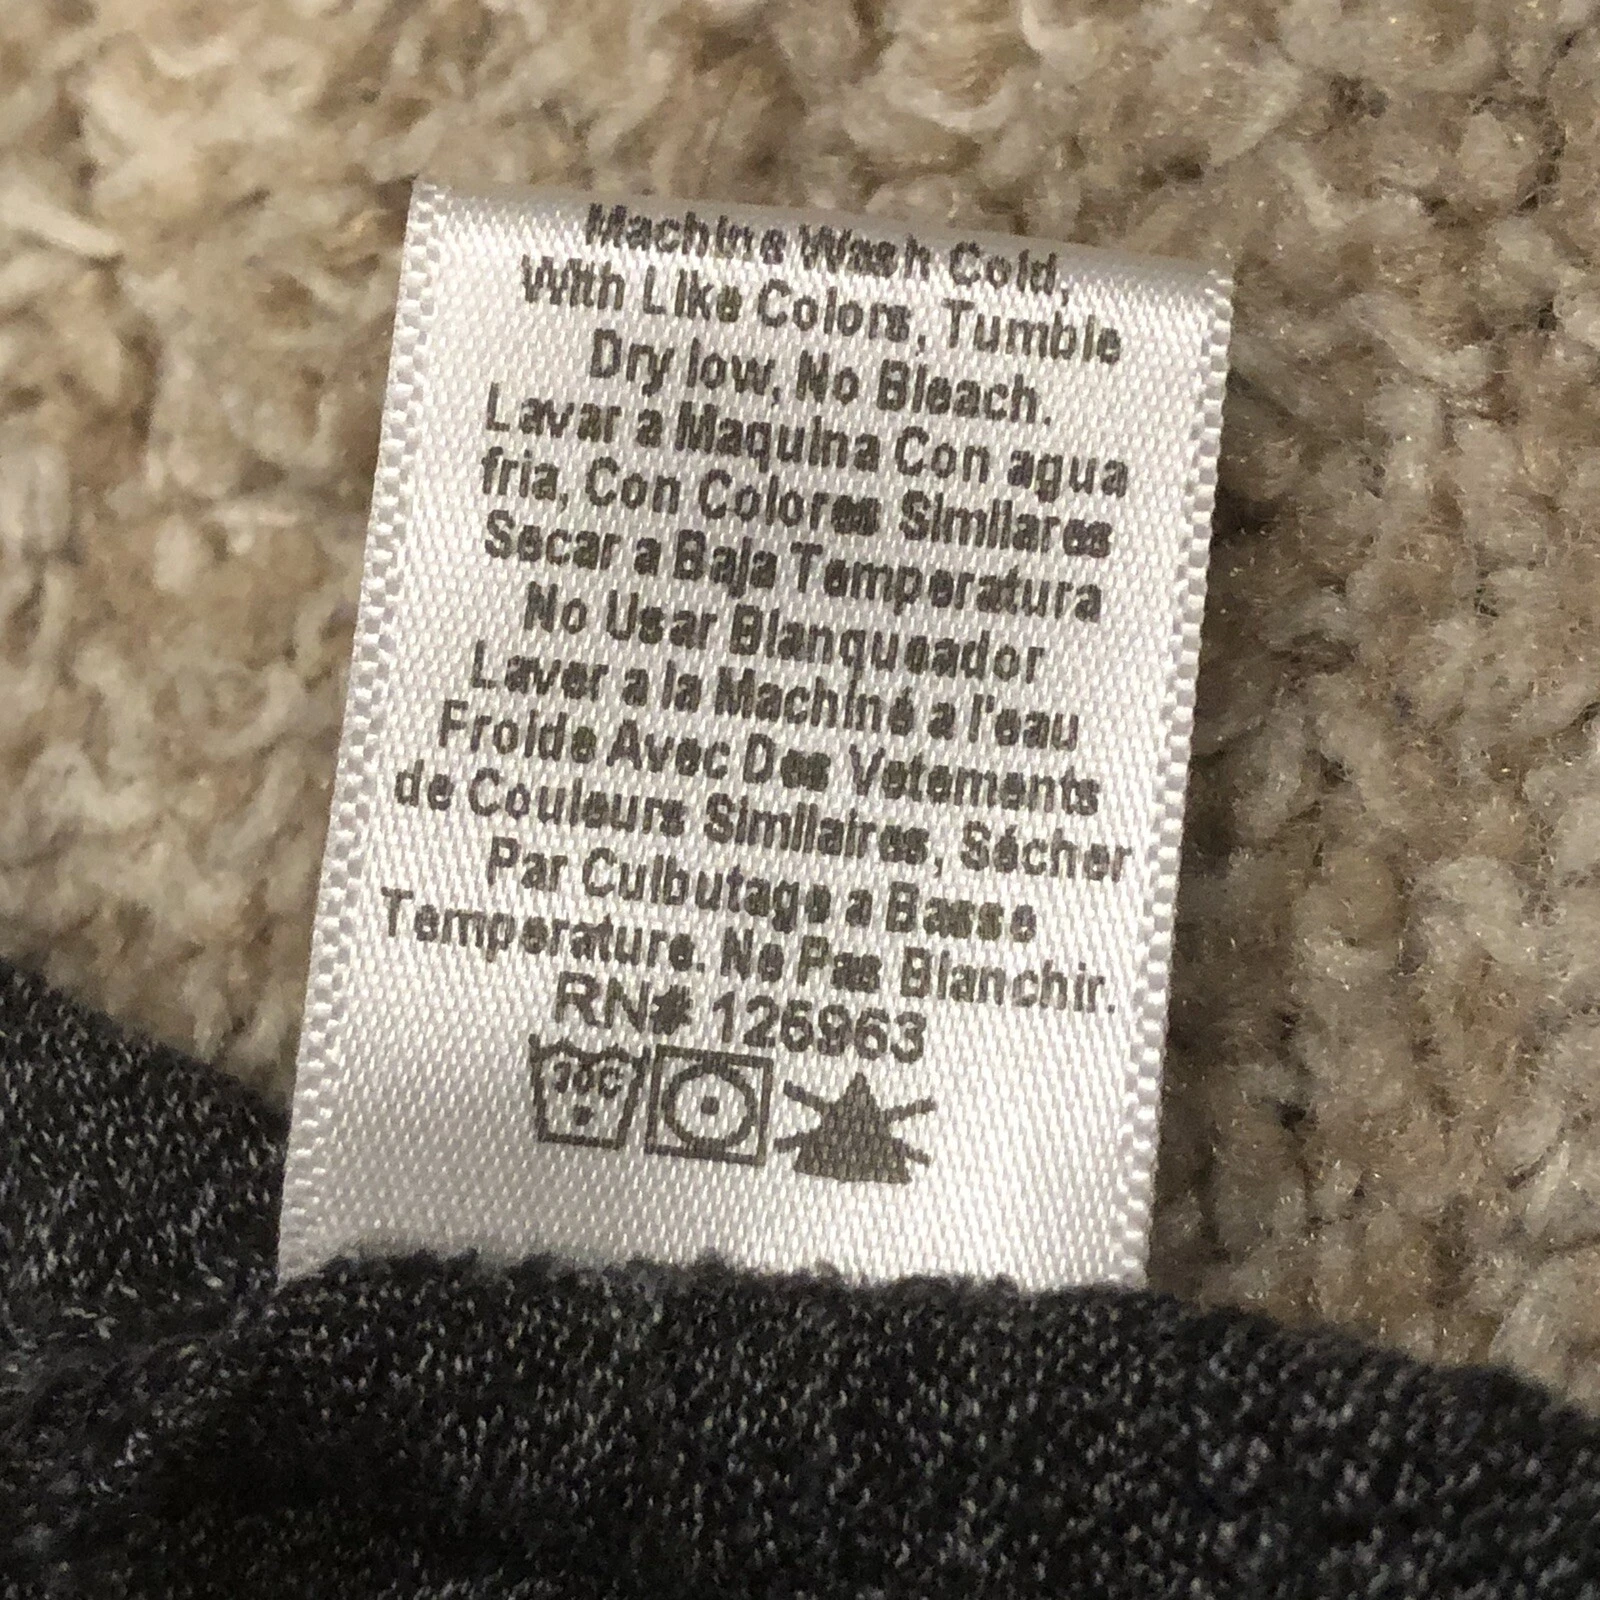 Machine Wash Cold,
With Like Colors, Tumble
Dry low, No Bleach.
Lavar a Maquina Con agua
fria, Con Colores Similares
Secar a Baja Temperatura
No Usar Blanqueador
Laver a la Machiné a l'eau
Froide Avec Des Vetements
de Couleurs Similaires, Sécher
Par Culbutage a Basse
Temperature. Ne Pas Blanchir.
RN# 126963
30C